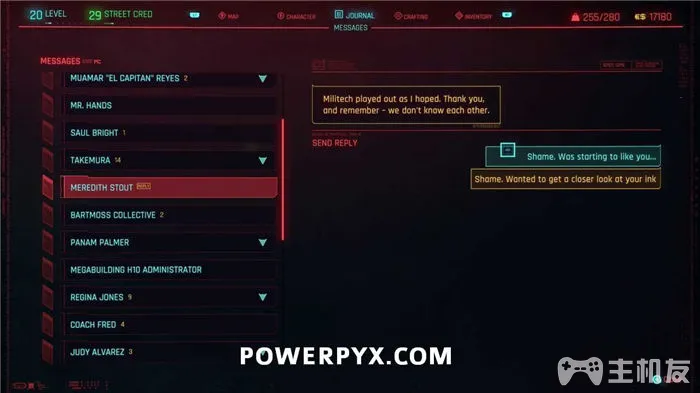 20 LEVEL 29 STREET CRED MAP CHARACTER JOURNAL CRAFTING INVENTORY 255/280 €$ 17180
MESSAGES
MESSAGES
MUAMAR "EL CAPITAN" REYES 2
MR. HANDS
SAUL BRIGHT 1
TAKEMURA 14
MEREDITH STOUT REPLY
BARTMOSS COLLECTIVE 2
PANAM PALMER
MEGABUILDING H10 ADMINISTRATOR
REGINA JONES 9
COACH FRED 4
JUDY ALVAREZ 3
Militech played out as I hoped. Thank you,
and remember – we don't know each other.
SEND REPLY
Shame. Was starting to like you...
Shame. Wanted to get a closer look at your ink
POWERPYX.COM
主机友